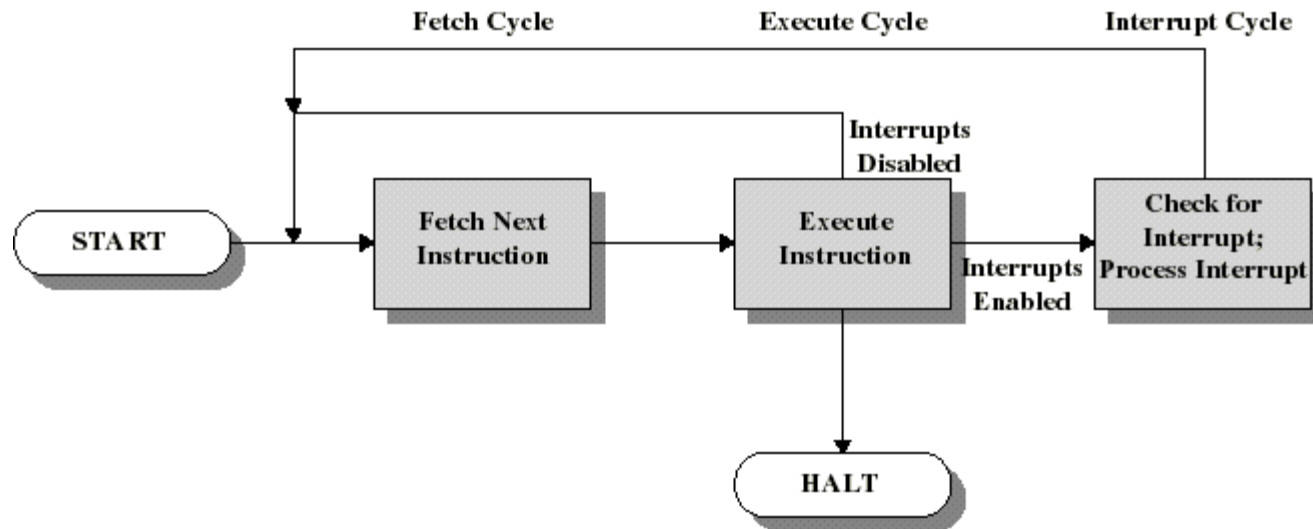 Fetch Cycle
Execute Cycle
Interrupt Cycle
Interrupts
Disabled
START
Fetch Next
Instruction
Execute
Instruction
Interrupts
Enabled
Check for
Interrupt;
Process Interrupt
HALT